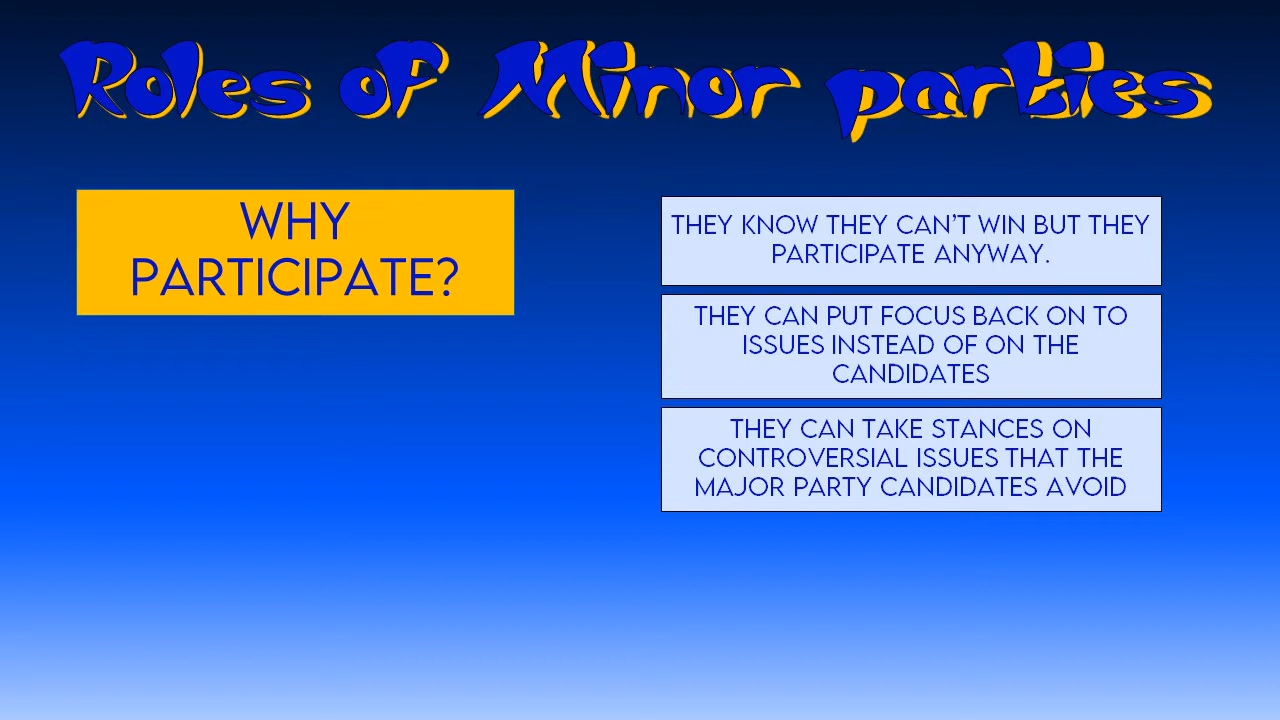 Roles of Minor parties
WHY
PARTICIPATE?
THEY KNOW THEY CAN'T WIN BUT THEY
PARTICIPATE ANYWAY.
THEY CAN PUT FOCUS BACK ON TO
ISSUES INSTEAD OF ON THE
CANDIDATES
THEY CAN TAKE STANCES ON
CONTROVERSIAL ISSUES THAT THE
MAJOR PARTY CANDIDATES AVOID